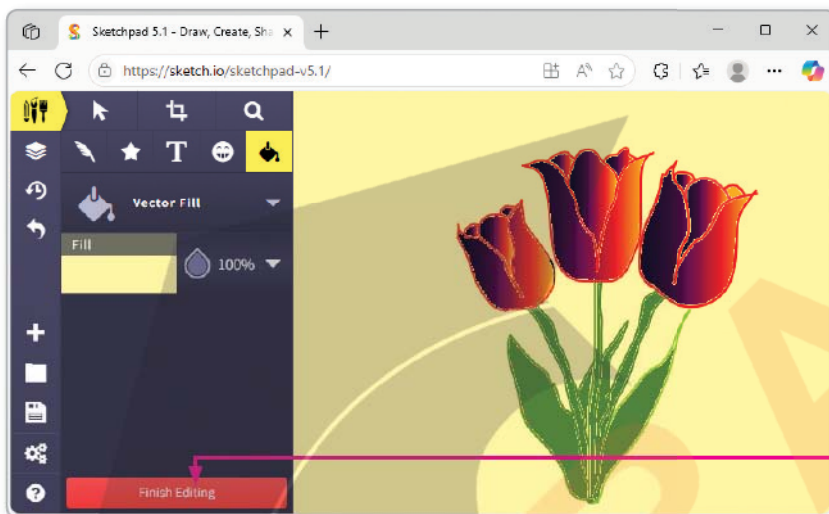 Sketchpad 5.1 - Draw, Create, Sha
https://sketch.io/sketchpad-v5.1/
T
Vector Fill
Fill
100%
Finish Editing